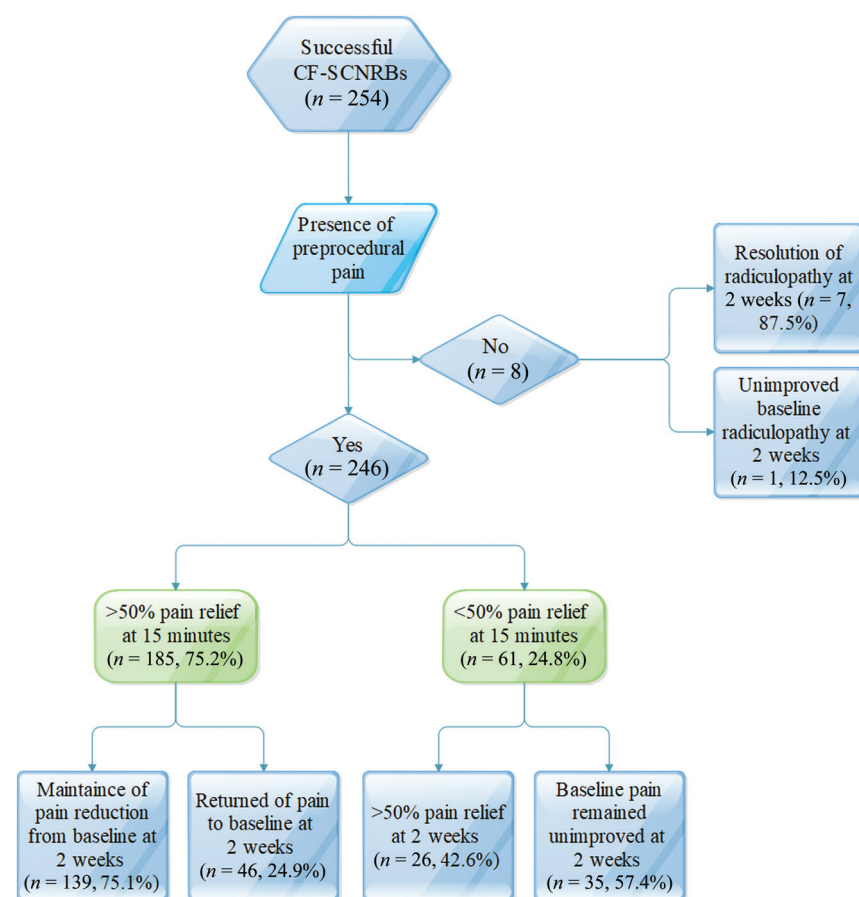 Successful
CF-SCNRBs
(n = 254)
Presence of
preprocedural
pain
No
(n = 8)
Resolution of
radiculopathy at
2 weeks (n = 7,
87.5%)
Unimproved
baseline
radiculopathy at
2 weeks
(n = 1, 12.5%)
Yes
(n = 246)
>50% pain relief
at 15 minutes
(n = 185, 75.2%)
<50% pain relief
at 15 minutes
(n = 61, 24.8%)
Maintaince of
pain reduction
from baseline at
2 weeks
(n = 139, 75.1%)
Returned of pain
to baseline at
2 weeks
(n = 46, 24.9%)
>50% pain relief
at 2 weeks
(n = 26, 42.6%)
Baseline pain
remained
unimproved at
2 weeks
(n = 35, 57.4%)